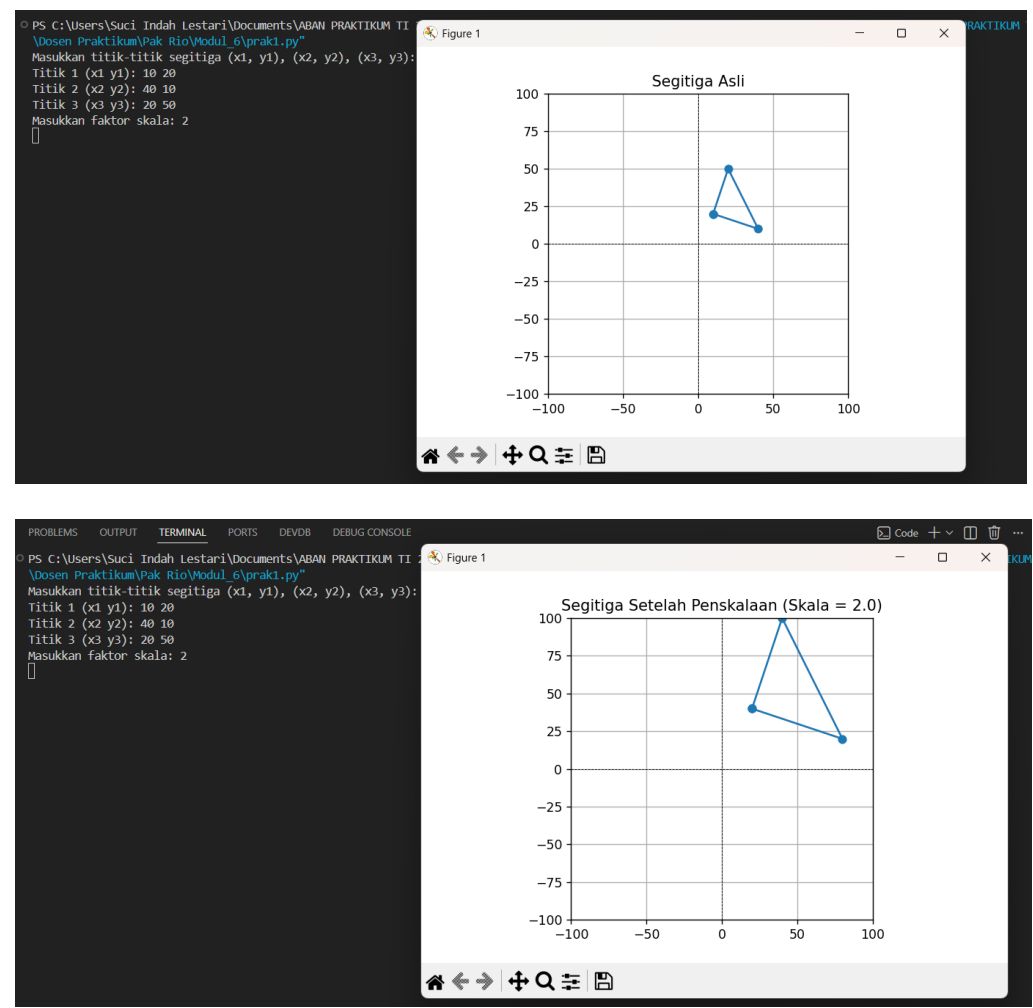 PS C:\Users\Suci Indah Lestari\Documents\ABAN PRAKTIKUM TI
PRAKTIKUM
\Dosen Praktikum\Pak Rio\Modul_6\prak1.py"
Masukkan titik-titik segitiga (x1, y1), (x2, y2), (x3, y3):
Titik 1 (x1 y1): 10 20
Titik 2 (x2 y2): 40 10
Titik 3 (x3 y3): 20 50
Masukkan faktor skala: 2
Figure 1
Segitiga Asli
100
75
50
25
0
−25
−50
−75
−100
−100 −50 0 50 100
PROBLEMS OUTPUT TERMINAL PORTS DEVDB DEBUG CONSOLE
Code
PS C:\Users\Suci Indah Lestari\Documents\ABAN PRAKTIKUM TI
\Dosen Praktikum\Pak Rio\Modul_6\prak1.py"
Masukkan titik-titik segitiga (x1, y1), (x2, y2), (x3, y3):
Titik 1 (x1 y1): 10 20
Titik 2 (x2 y2): 40 10
Titik 3 (x3 y3): 20 50
Masukkan faktor skala: 2
Figure 1
Segitiga Setelah Penskalaan (Skala = 2.0)
100
75
50
25
0
−25
−50
−75
−100
−100 −50 0 50 100